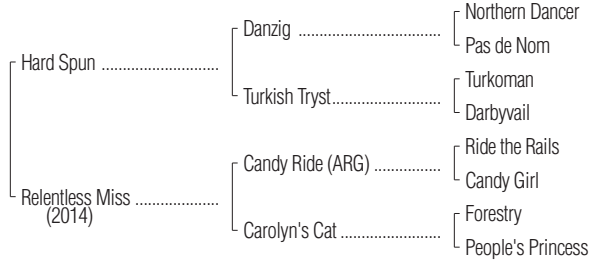 Northern Dancer
Danzig ..................................
Pas de Nom
Hard Spun ...........................
Turkoman
Turkish Tryst..........................
Darbyvail
Ride the Rails
Candy Ride (ARG) ................
Candy Girl
Relentless Miss ....................
(2014)
Forestry
Carolyn's Cat ........................
People's Princess